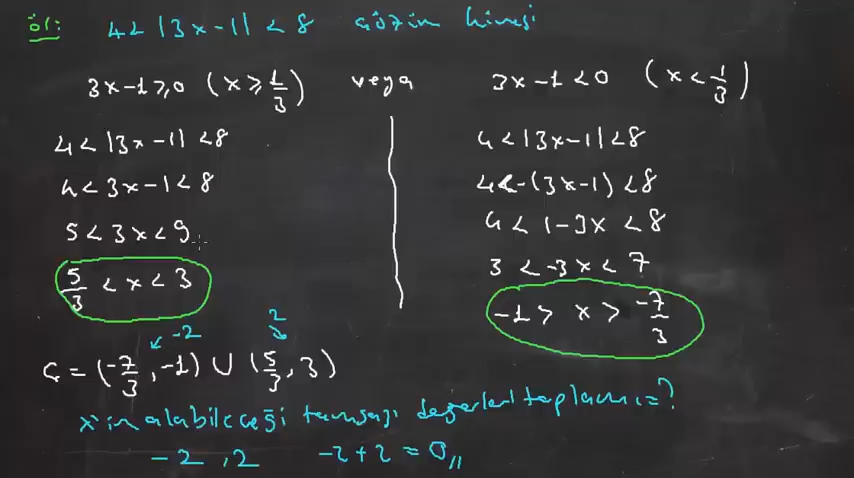 öl: 4 < |3x-1| < 8 çözüm kümesi
3x-1 ≥ 0 (x ≥ 1/3) veya 3x-1 < 0 (x < 1/3)
4 < |3x-1| < 8
4 < 3x-1 < 8
5 < 3x < 9
5/3 < x < 3
4 < |3x-1| < 8
4 < -(3x-1) < 8
4 < 1-3x < 8
3 < -3x < 7
-1 > x > -7/3
-2 2
Ç = (-7/3, -1) ∪ (5/3, 3)
x'in alabileceği tamsayı değerleri toplamı = ?
-2, 2 -2+2 = 0//